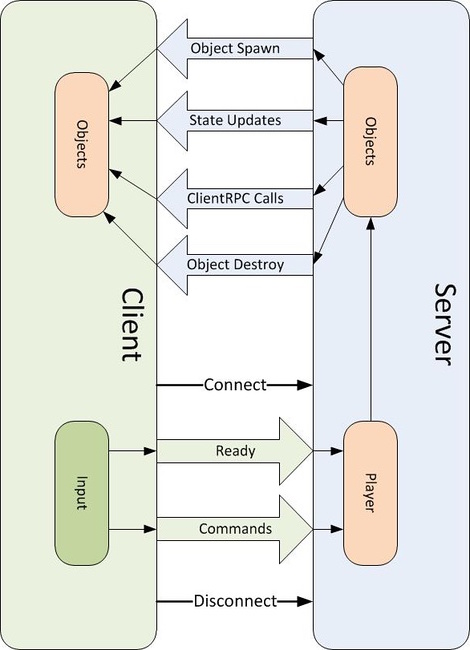 Object Spawn
State Updates
ClientRPC Calls
Object Destroy
Objects
Objects
Client
Server
Connect
Ready
Commands
Input
Player
Disconnect